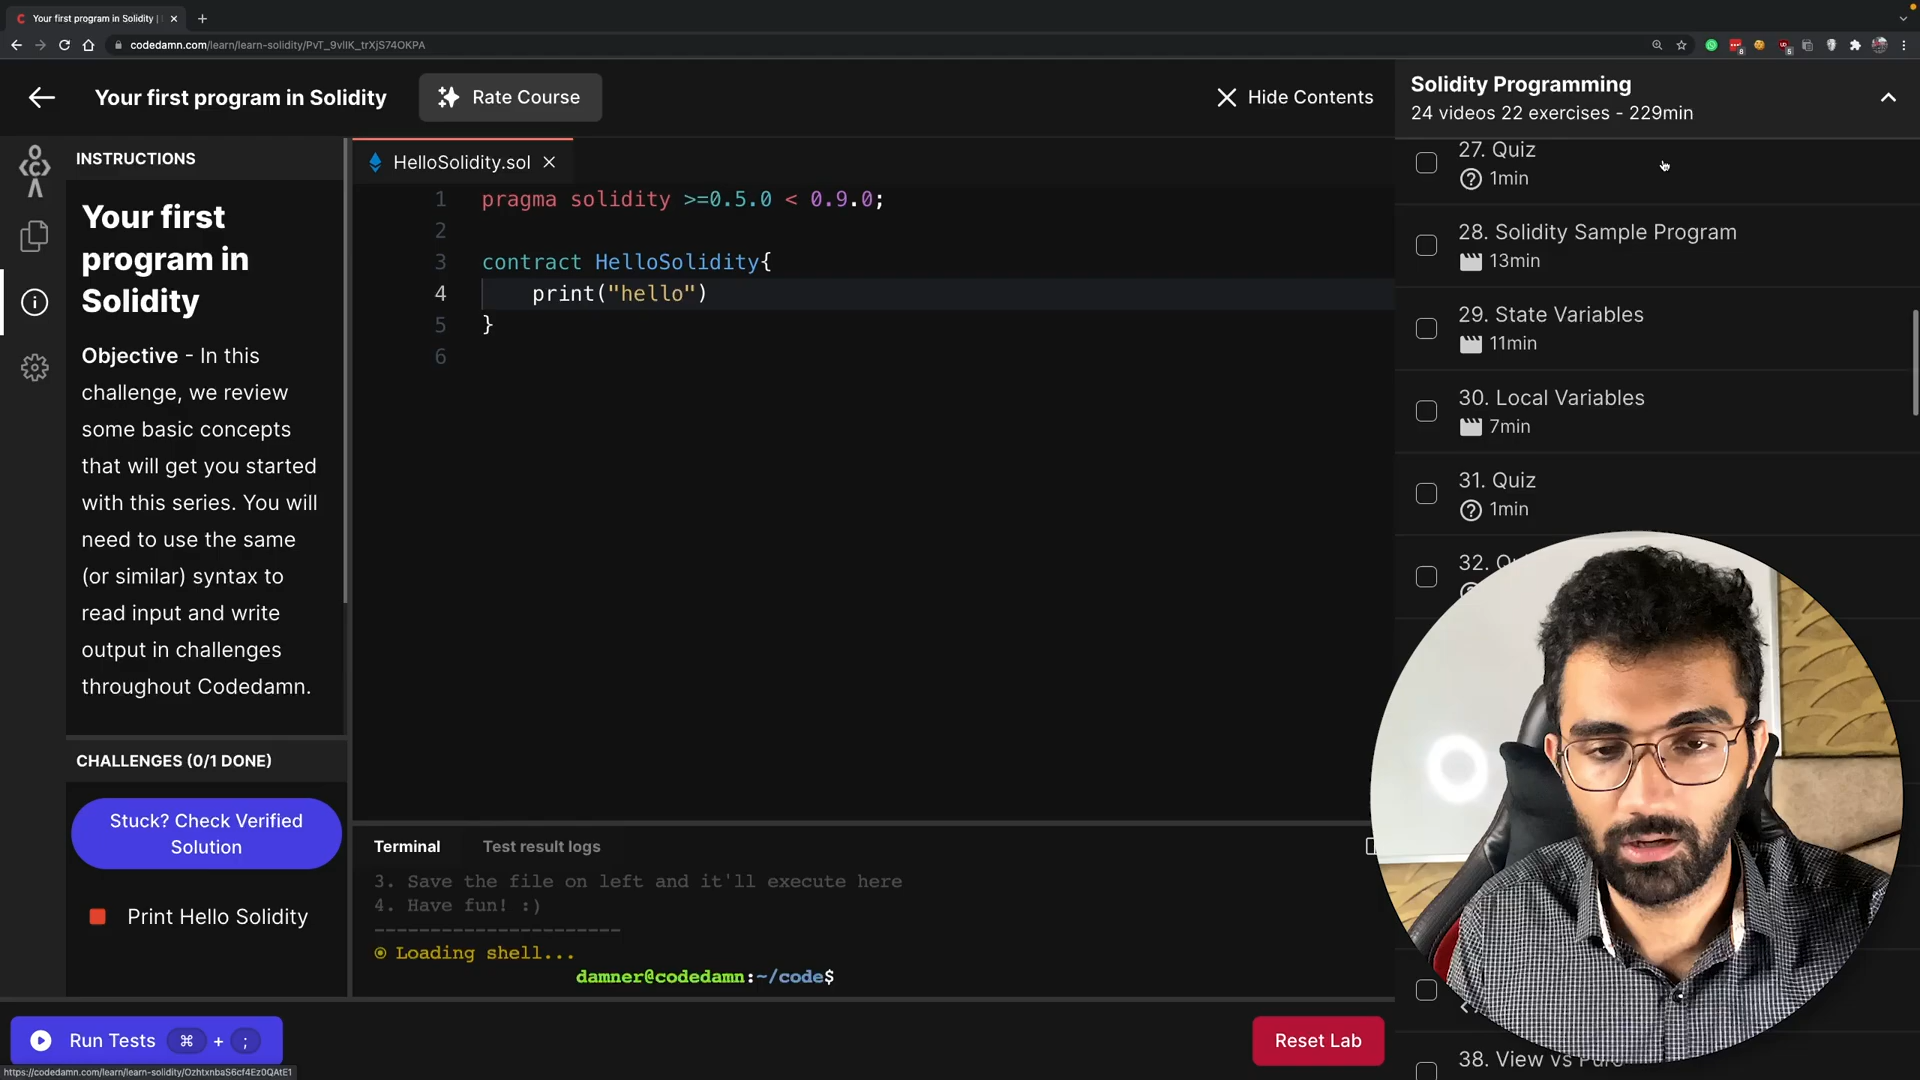 Your first program in Solidity |
codedamn.com/learn/learn-solidity/PvT_9vIlK_trXjS74OKPA
Your first program in Solidity
Rate Course
Hide Contents
Solidity Programming
24 videos 22 exercises - 229min
INSTRUCTIONS
Your first
program in
Solidity
Objective - In this
challenge, we review
some basic concepts
that will get you started
with this series. You will
need to use the same
(or similar) syntax to
read input and write
output in challenges
throughout Codedamn.
CHALLENGES (0/1 DONE)
Stuck? Check Verified
Solution
Print Hello Solidity
Run Tests ⌘ + ;
https://codedamn.com/learn/learn-solidity/OzhtxnbaS6cf4Ez0QAtE1
HelloSolidity.sol
1 pragma solidity >=0.5.0 < 0.9.0;
2
3 contract HelloSolidity{
4 print("hello")
5 }
6
Terminal
Test result logs
3. Save the file on left and it'll execute here
4. Have fun! :)
----------------------
Loading shell...
damner@codedamn:~/code$
Reset Lab
27. Quiz
1min
28. Solidity Sample Program
13min
29. State Variables
11min
30. Local Variables
7min
31. Quiz
1min
32.
38. View vs